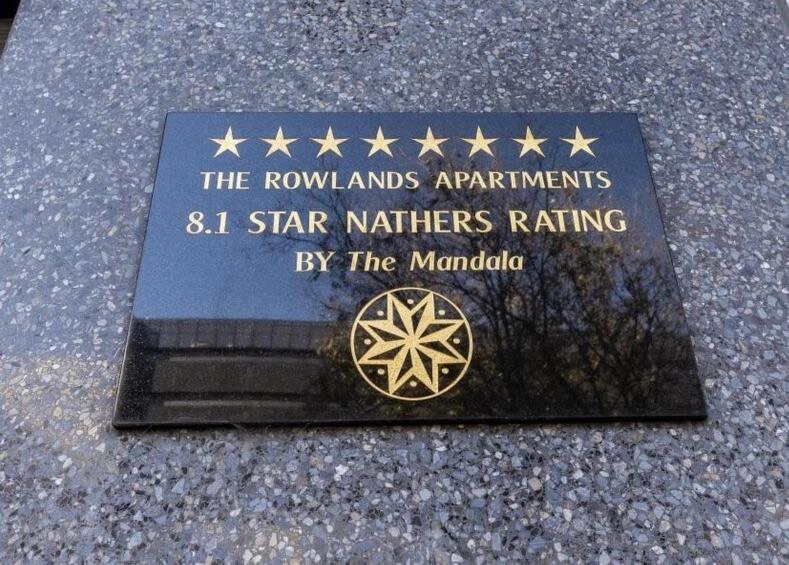 THE ROWLANDS APARTMENTS
8.1 STAR NATHERS RATING
BY The Mandala